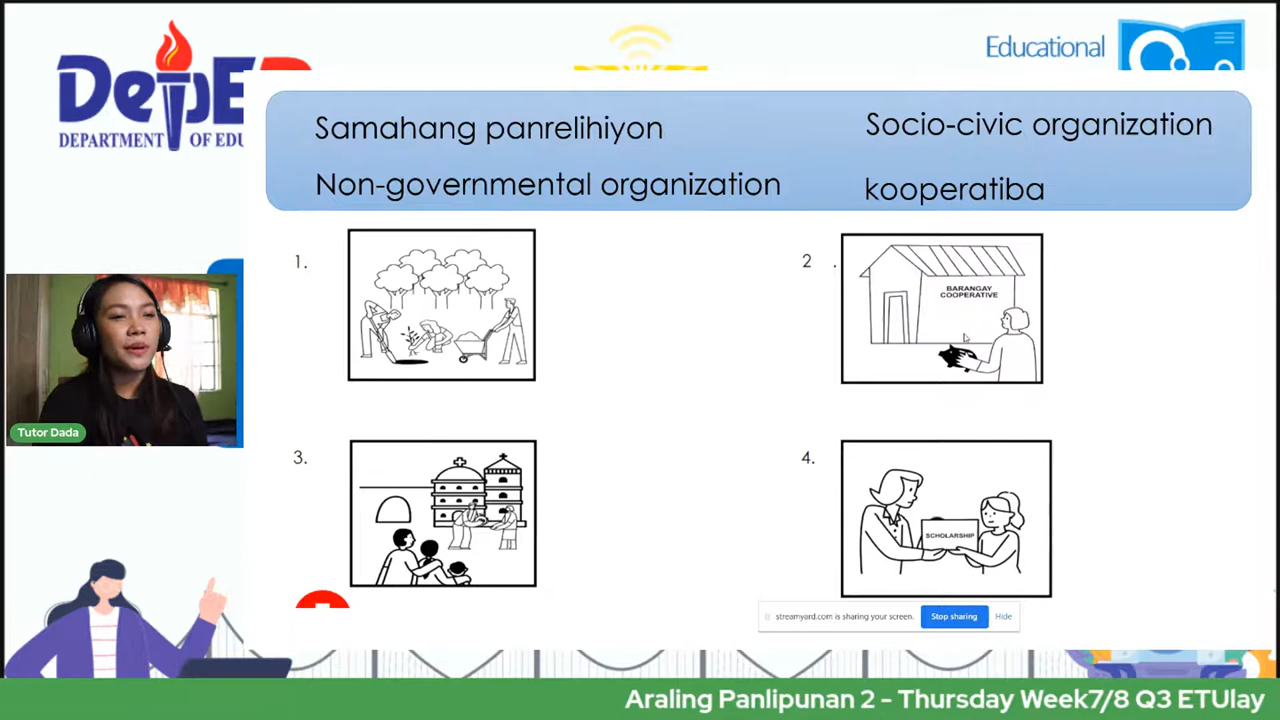 DepE
DEPARTMENT OF EDU
Educational
Samahang panrelihiyon
Socio-civic organization
Non-governmental organization
kooperatiba
1.
2 .
BARANGAY
COOPERATIVE
Tutor Dada
3.
4.
SCHOLARSHIP
streamyard.com is sharing your screen.
Stop sharing
Hide
Araling Panlipunan 2 - Thursday Week7/8 Q3 ETUlay